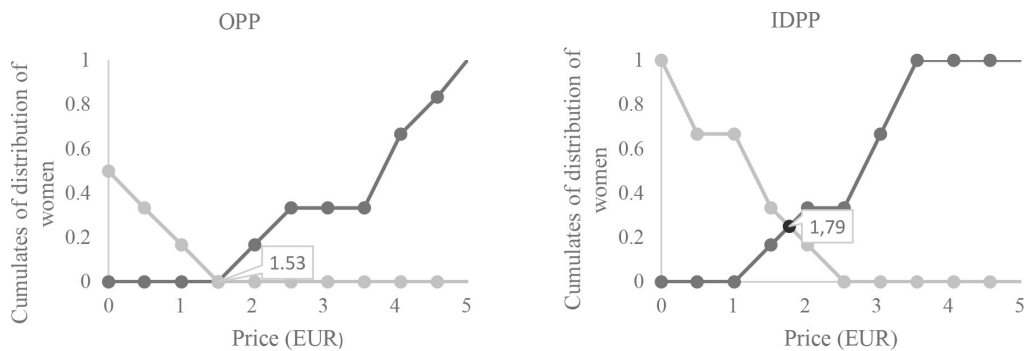 OPP
Cumulates of distribution of
women
1
0.8
0.6
0.4
0.2
0
1.53
0 1 2 3 4 5
Price (EUR)
IDPP
Cumulates of distribution of
women
1
0.8
0.6
0.4
0.2
0
1,79
0 1 2 3 4 5
Price (EUR)